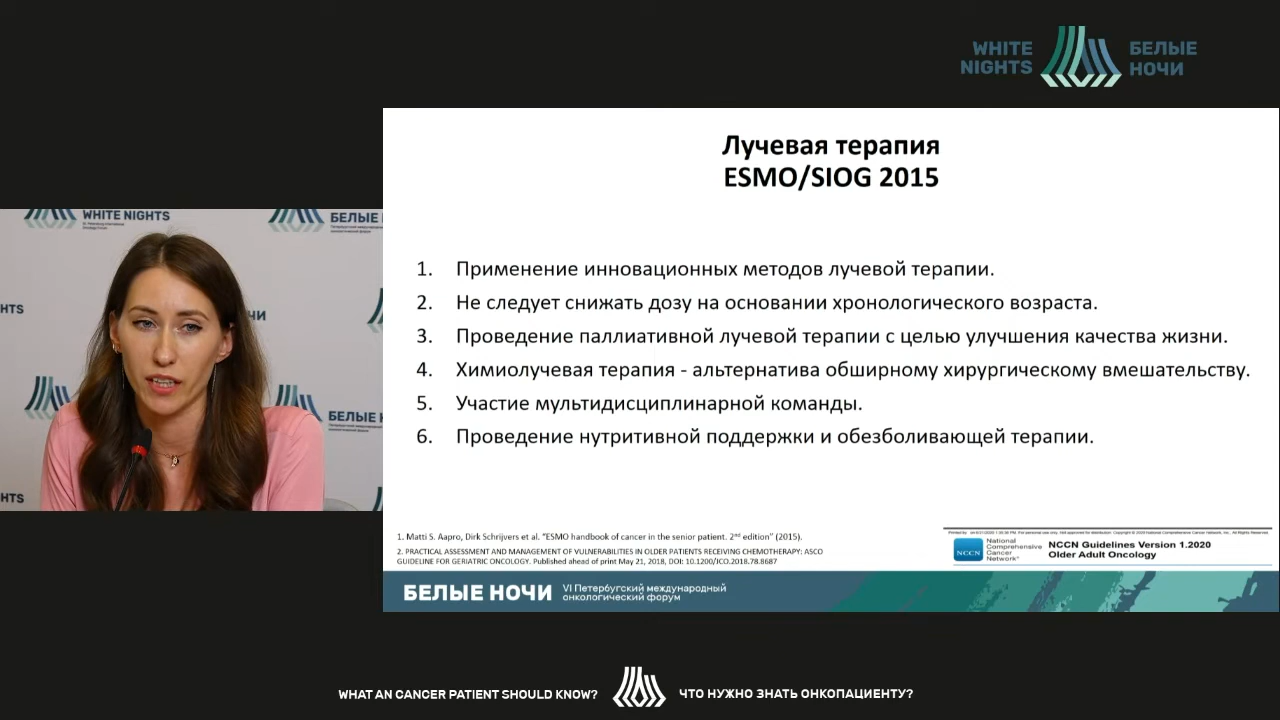 WHITE
NIGHTS
БЕЛЫЕ
НОЧИ
Лучевая терапия
ESMO/SIOG 2015
1. Применение инновационных методов лучевой терапии.
2. Не следует снижать дозу на основании хронологического возраста.
3. Проведение паллиативной лучевой терапии с целью улучшения качества жизни.
4. Химиолучевая терапия - альтернатива обширному хирургическому вмешательству.
5. Участие мультидисциплинарной команды.
6. Проведение нутритивной поддержки и обезболивающей терапии.
WHITE NIGHTS
БЕЛЫЕ
НОЧИ
БЕЛЫЕ
NIGHTS
1. Matti S. Aapro, Dirk Schrijvers et al. "ESMO handbook of cancer in the senior patient. 2nd edition" (2015).
2. PRACTICAL ASSESSMENT AND MANAGEMENT OF VULNERABILITIES IN OLDER PATIENTS RECEIVING CHEMOTHERAPY: ASCO
GUIDELINE FOR GERIATRIC ONCOLOGY. Published ahead of print May 21, 2018, DOI: 10.1200/JCO.2018.78.8687
NCCN
National
Comprehensive
Cancer
Network®
NCCN Guidelines Version 1.2020
Older Adult Oncology
БЕЛЫЕ НОЧИ
VI Петербугский международный
онкологический форум
WHAT AN CANCER PATIENT SHOULD KNOW?
ЧТО НУЖНО ЗНАТЬ ОНКОПАЦИЕНТУ?